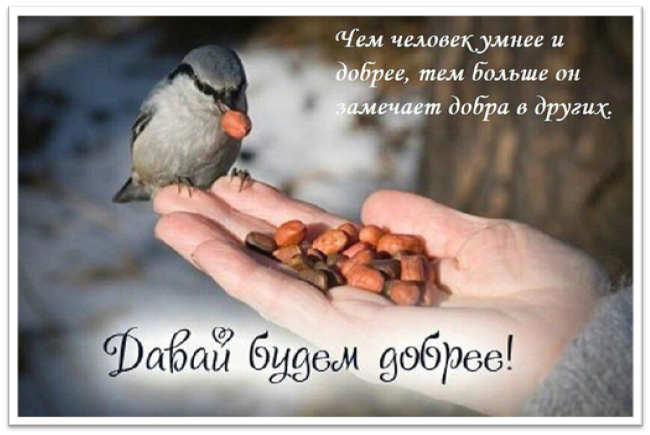 Чем человек умнее и
добрее, тем больше он
замечает добра в других.
Давай будем добрее!